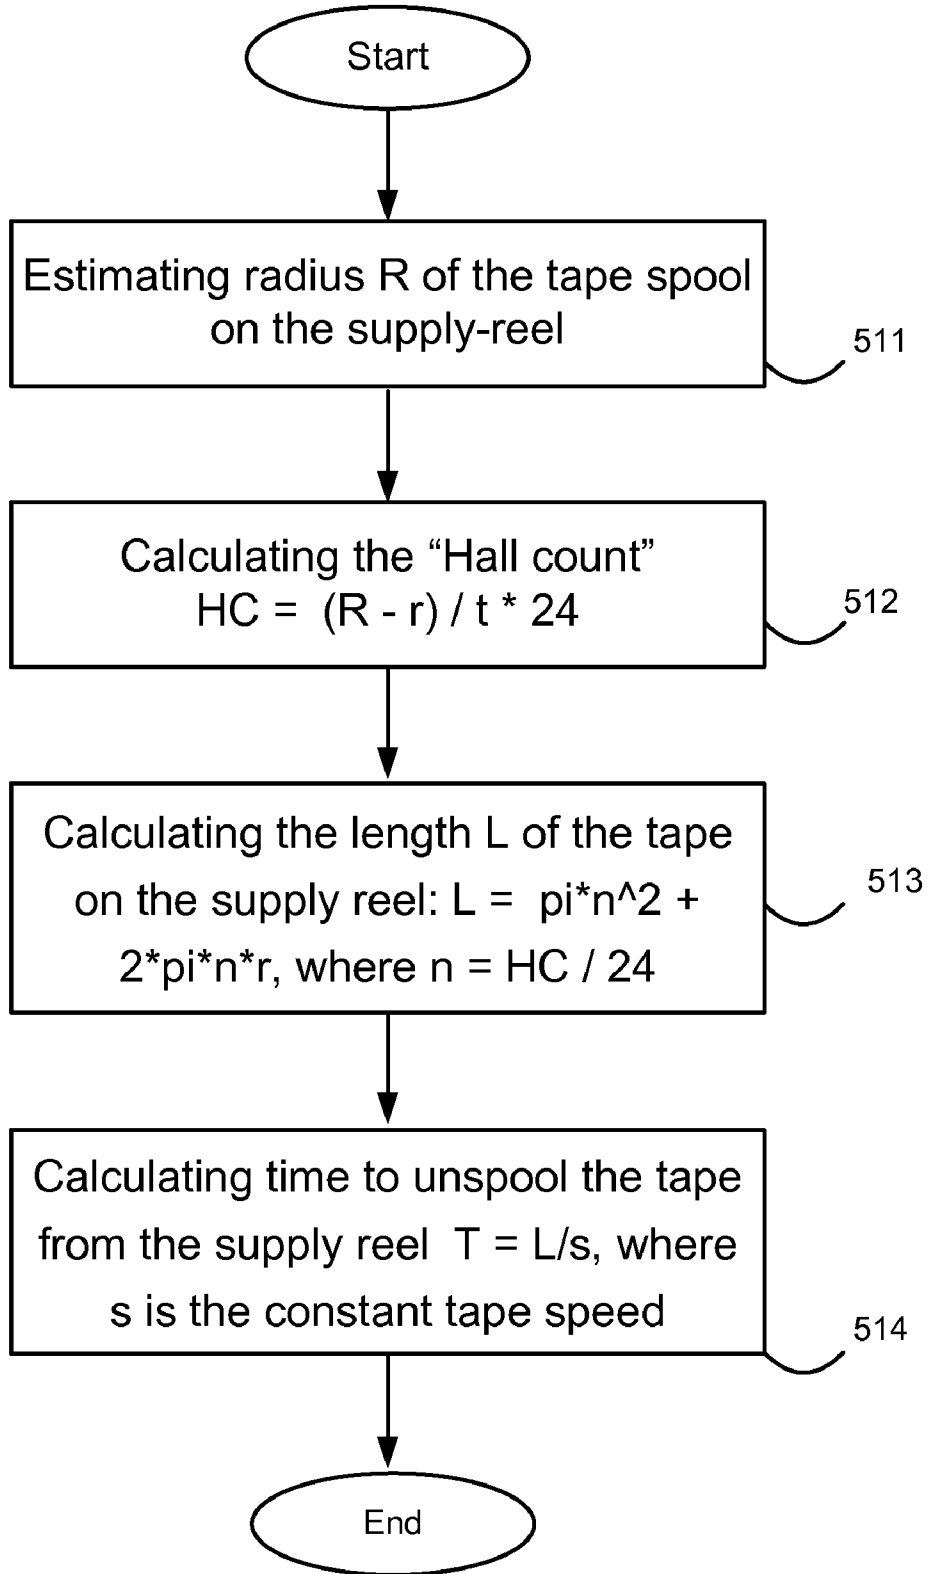 Start
Estimating radius R of the tape spool
on the supply-reel
511
Calculating the “Hall count”
HC = (R - r) / t * 24
512
Calculating the length L of the tape
on the supply reel: L = pi*n^2 +
2*pi*n*r, where n = HC / 24
513
Calculating time to unspool the tape
from the supply reel T = L/s, where
s is the constant tape speed
514
End